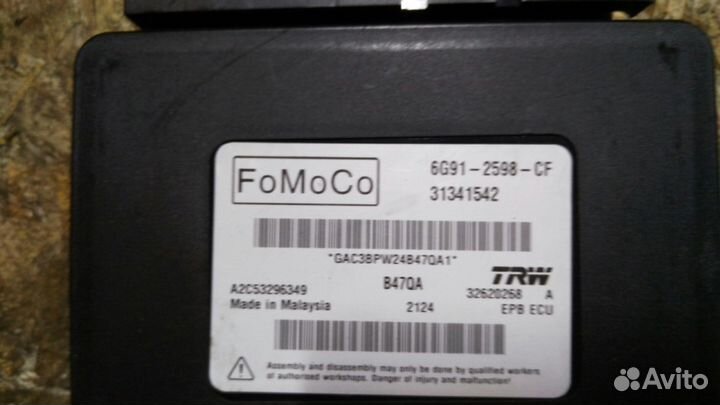 FoMoCo
6G91-2598-CF
31341542
*GAC3BPW24B47QA1*
A2C53296349
B47QA
TRW
32620268 A
Made in Malaysia
2124
EPB ECU
Assembly and disassembly may only be done by qualified workers
of authorised workshops. Danger of injury and malfunction!
Avito